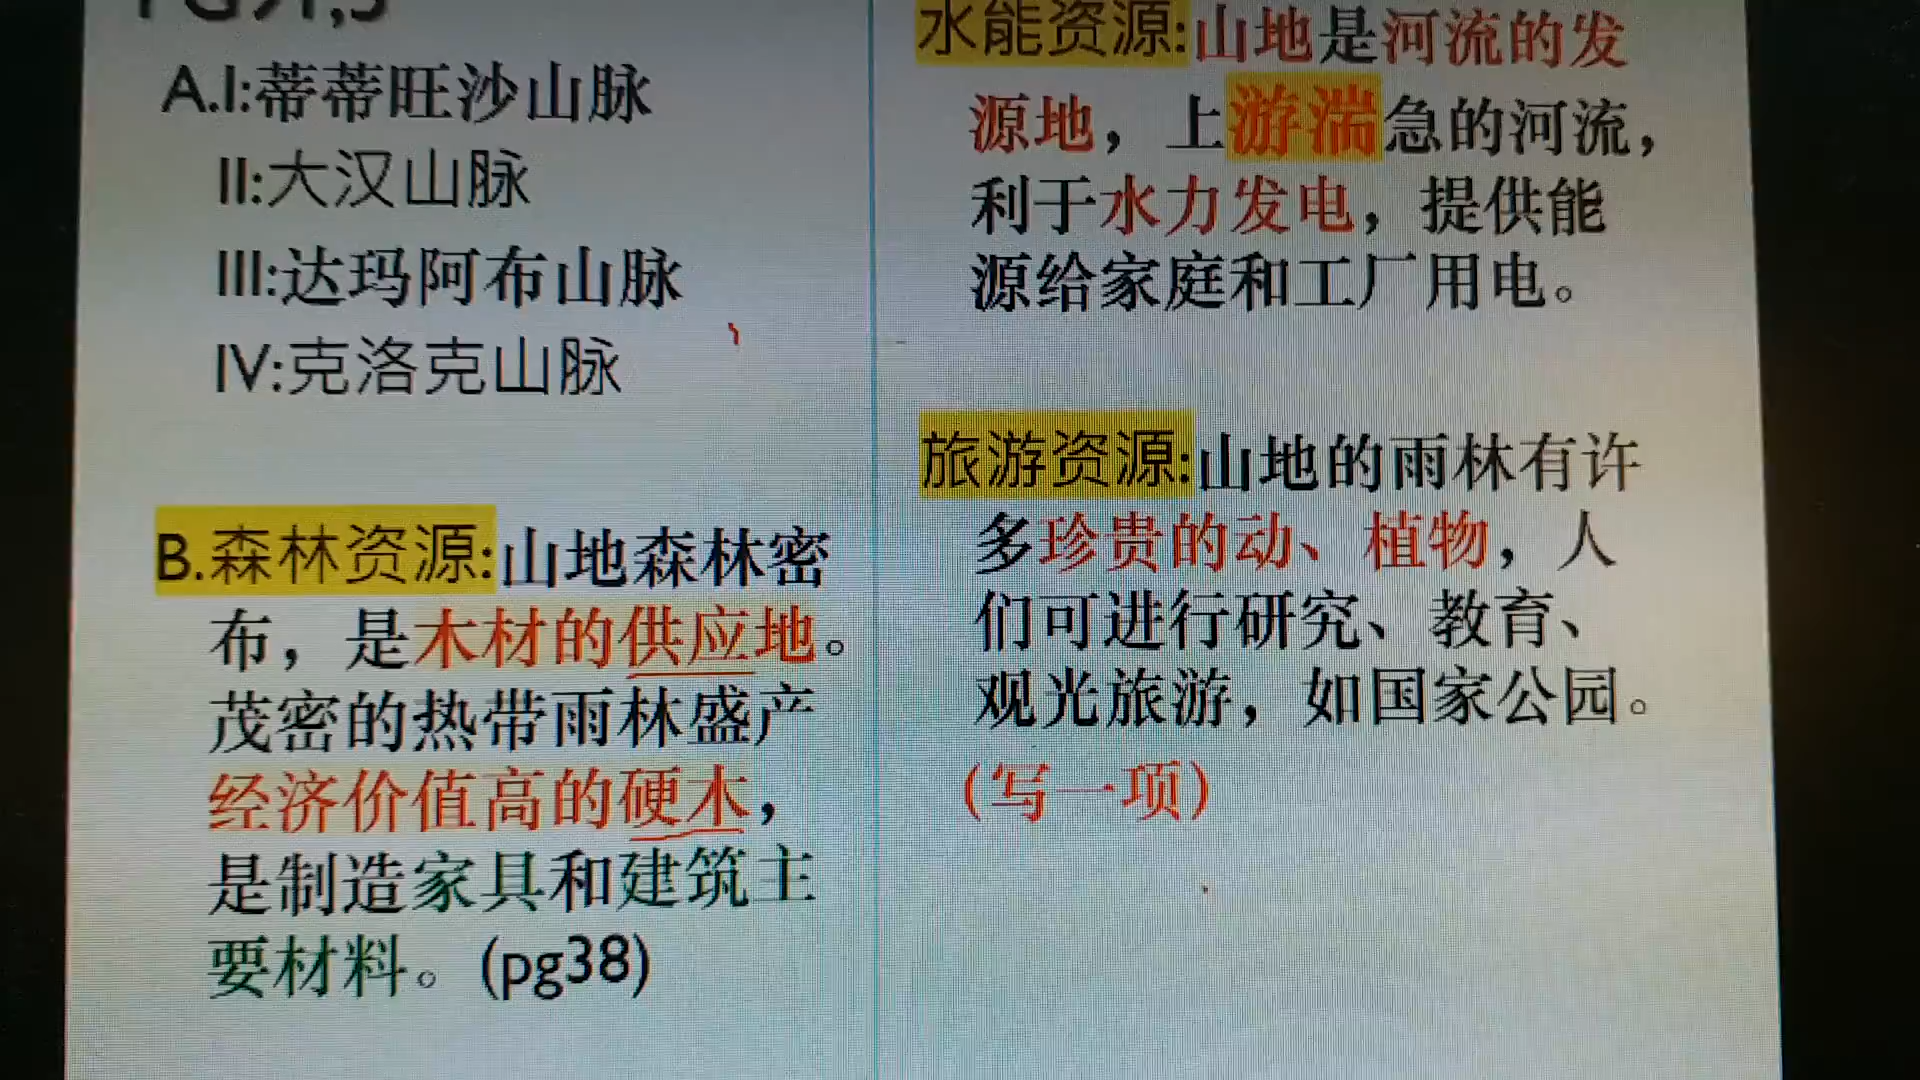 A.I:蒂蒂旺沙山脉
II:大汉山脉
III:达玛阿布山脉
IV:克洛克山脉
B.森林资源:山地森林密
布，是木材的供应地。
茂密的热带雨林盛产
经济价值高的硬木，
是制造家具和建筑主
要材料。(pg38)
水能资源:山地是河流的发
源地，上游湍急的河流，
利于水力发电，提供能
源给家庭和工厂用电。
旅游资源:山地的雨林有许
多珍贵的动、植物，人
们可进行研究、教育、
观光旅游，如国家公园。
(写一项)